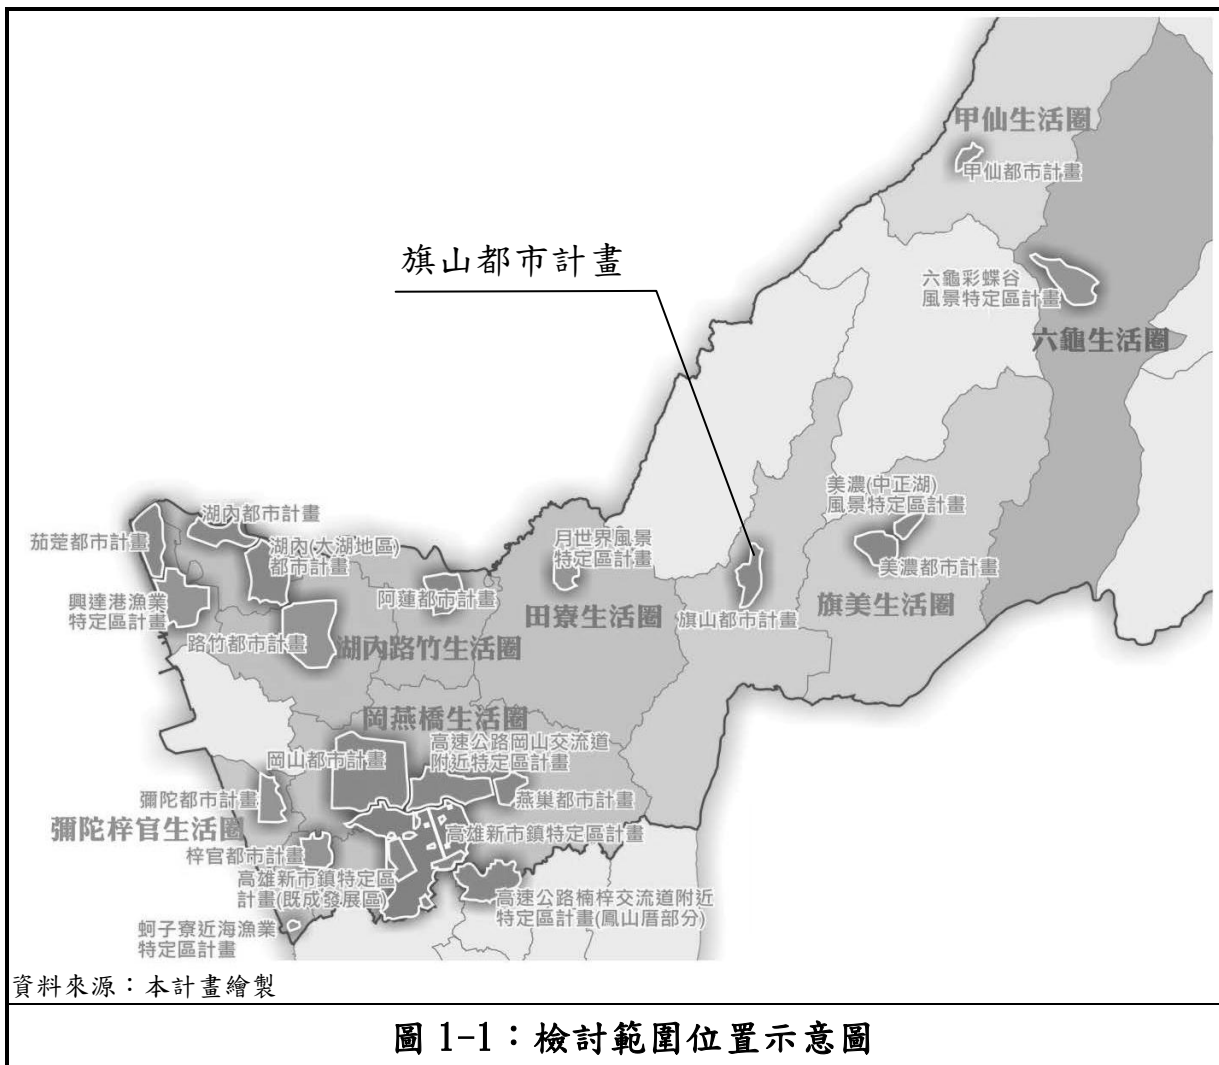 甲仙生活圈
甲仙都市計畫
旗山都市計畫
六龜彩蝶谷
風景特定區計畫
六龜生活圈
美濃(中正湖)
風景特定區計畫
湖內都市計畫
茄萣都市計畫
湖內(大湖地區)
都市計畫
月世界風景
特定區計畫
美濃都市計畫
興達港漁業
特定區計畫
阿蓮都市計畫
田寮生活圈
旗山都市計畫
旗美生活圈
路竹都市計畫
湖內路竹生活圈
岡燕橋生活圈
岡山都市計畫
高速公路岡山交流道
附近特定區計畫
彌陀都市計畫
燕巢都市計畫
彌陀梓官生活圈
高雄新市鎮特定區計畫
梓官都市計畫
高雄新市鎮特定區
計畫(既成發展區)
高速公路楠梓交流道附近
特定區計畫(鳳山厝部分)
蚵子寮近海漁業
特定區計畫
資料來源：本計畫繪製
圖 1-1：檢討範圍位置示意圖